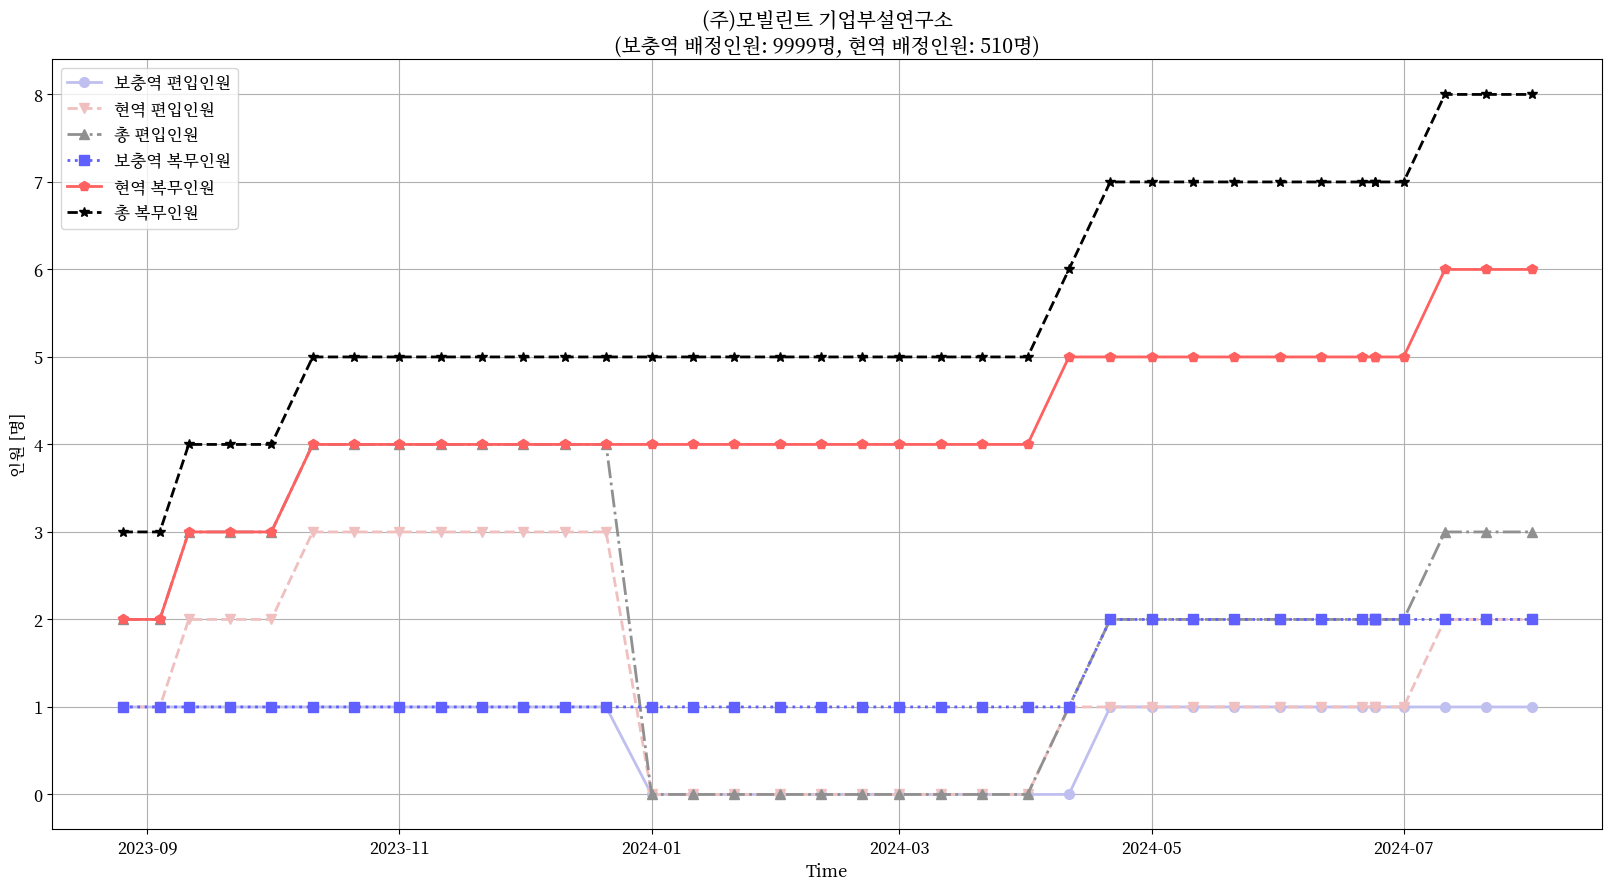 (주)모빌린트 기업부설연구소
(보충역 배정인원: 9999명, 현역 배정인원: 510명)
보충역 편입인원
현역 편입인원
총 편입인원
보충역 복무인원
현역 복무인원
총 복무인원
인원 [명]
8
7
6
5
4
3
2
1
0
2023-09
2023-11
2024-01
2024-03
2024-05
2024-07
Time